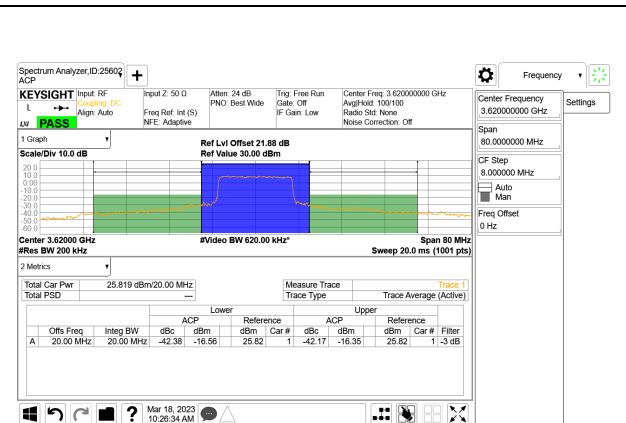 Spectrum Analyzer,ID:25602
ACP
+
Frequency
KEYSIGHT Input: RF Input Z: 50 Ω Atten: 24 dB Trig: Free Run Center Freq: 3.620000000 GHz
L Coupling: DC PNO: Best Wide Gate: Off Avg|Hold: 100/100
Align: Auto Freq Ref: Int (S) IF Gain: Low Radio Std: None
LXI PASS NFE: Adaptive Noise Correction: Off
Center Frequency
3.620000000 GHz
Settings
Span
80.0000000 MHz
CF Step
8.000000 MHz
Auto
Man
Freq Offset
0 Hz
1 Graph
Ref Lvl Offset 21.88 dB
Scale/Div 10.0 dB Ref Value 30.00 dBm
20.0
10.0
0.00
-10.0
-20.0
-30.0
-40.0
-50.0
-60.0
Center 3.62000 GHz #Video BW 620.00 kHz* Span 80 MHz
#Res BW 200 kHz Sweep 20.0 ms (1001 pts)
2 Metrics
Total Car Pwr 25.819 dBm/20.00 MHz Measure Trace Trace 1
Total PSD --- Trace Type Trace Average (Active)
Lower Upper
ACP Reference ACP Reference
Offs Freq Integ BW dBc dBm dBm Car # dBc dBm dBm Car # Filter
A 20.00 MHz 20.00 MHz -42.38 -16.56 25.82 1 -42.17 -16.35 25.82 1 -3 dB
? Mar 18, 2023
10:26:34 AM